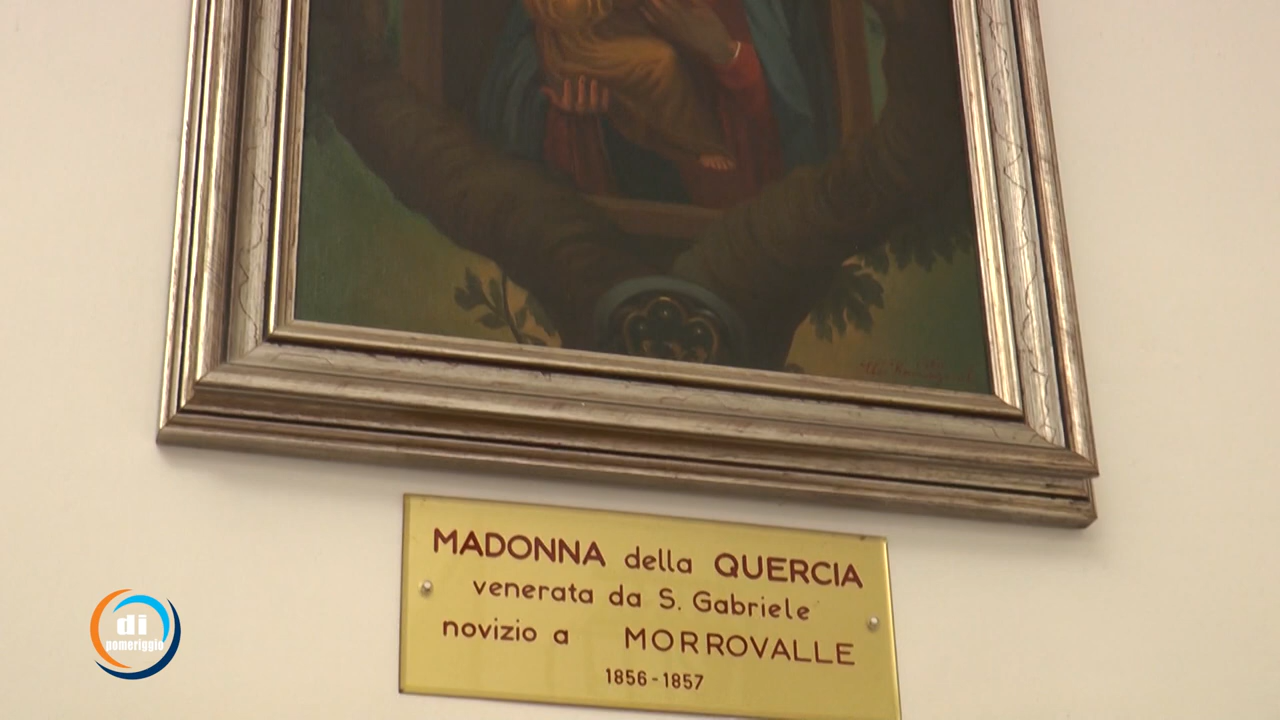 MADONNA della QUERCIA
venerata da S. Gabriele
novizio a MORROVALLE
1856-1857
di
pomeriggio